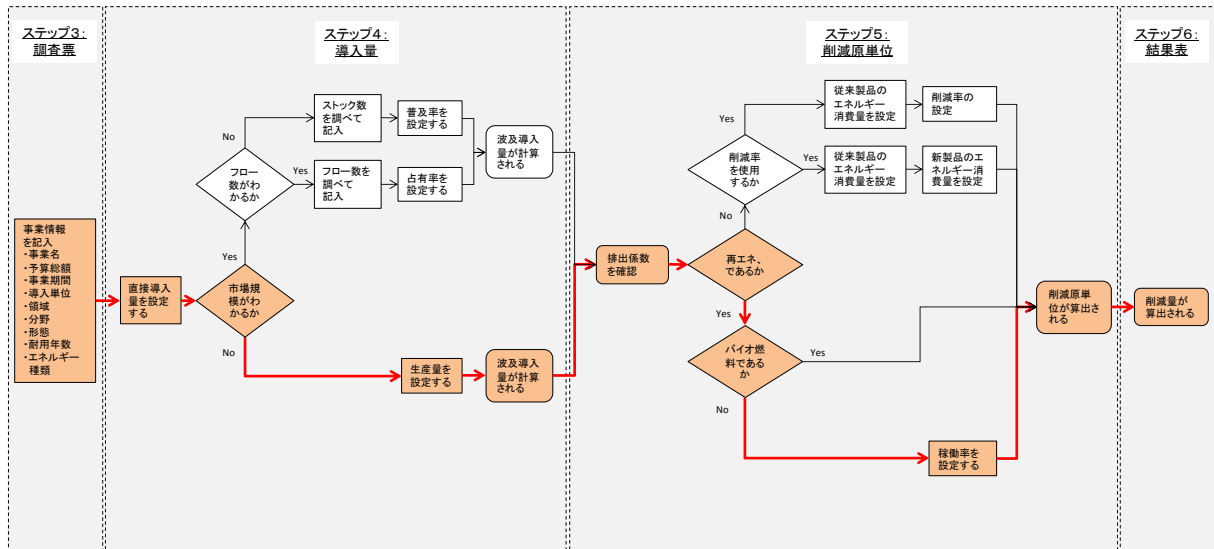 ステップ3:
調査票
事業情報
を記入
・事業名
・予算総額
・事業期間
・導入単位
・領域
・分野
・形態
・耐用年数
・エネルギー
種類
ステップ4:
導入量
直接導入
量を設定
する
市場規
模がわ
かるか
Yes
No
フロー
数がわ
かるか
No
Yes
ストック数
を調べて
記入
普及率を
設定する
フロー数を
調べて
記入
占有率を
設定する
波及導入
量が計算
される
生産量を
設定する
波及導入
量が計算
される
ステップ5:
削減原単位
排出係数
を確認
再エネ、
であるか
No
Yes
削減率
を使用
するか
Yes
Yes
従来製品の
エネルギー
消費量を設定
削減率の
設定
従来製品の
エネルギー
消費量を設定
新製品のエ
ネルギー消
費量を設定
バイオ燃
料である
か
Yes
No
稼働率を
設定する
削減原単
位が算出さ
れる
ステップ6:
結果表
削減量が
算出される